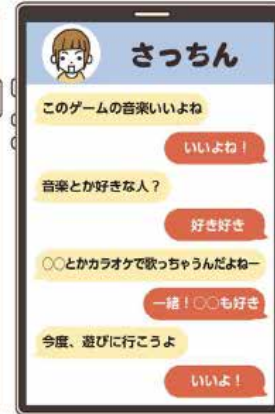 さっちん
このゲームの音楽いいよね
いいよね！
音楽とか好きな人？
好き好き
○○とかカラオケで歌っちゃうんだよねー
一緒！○○も好き
今度、遊びに行こうよ
いいよ！